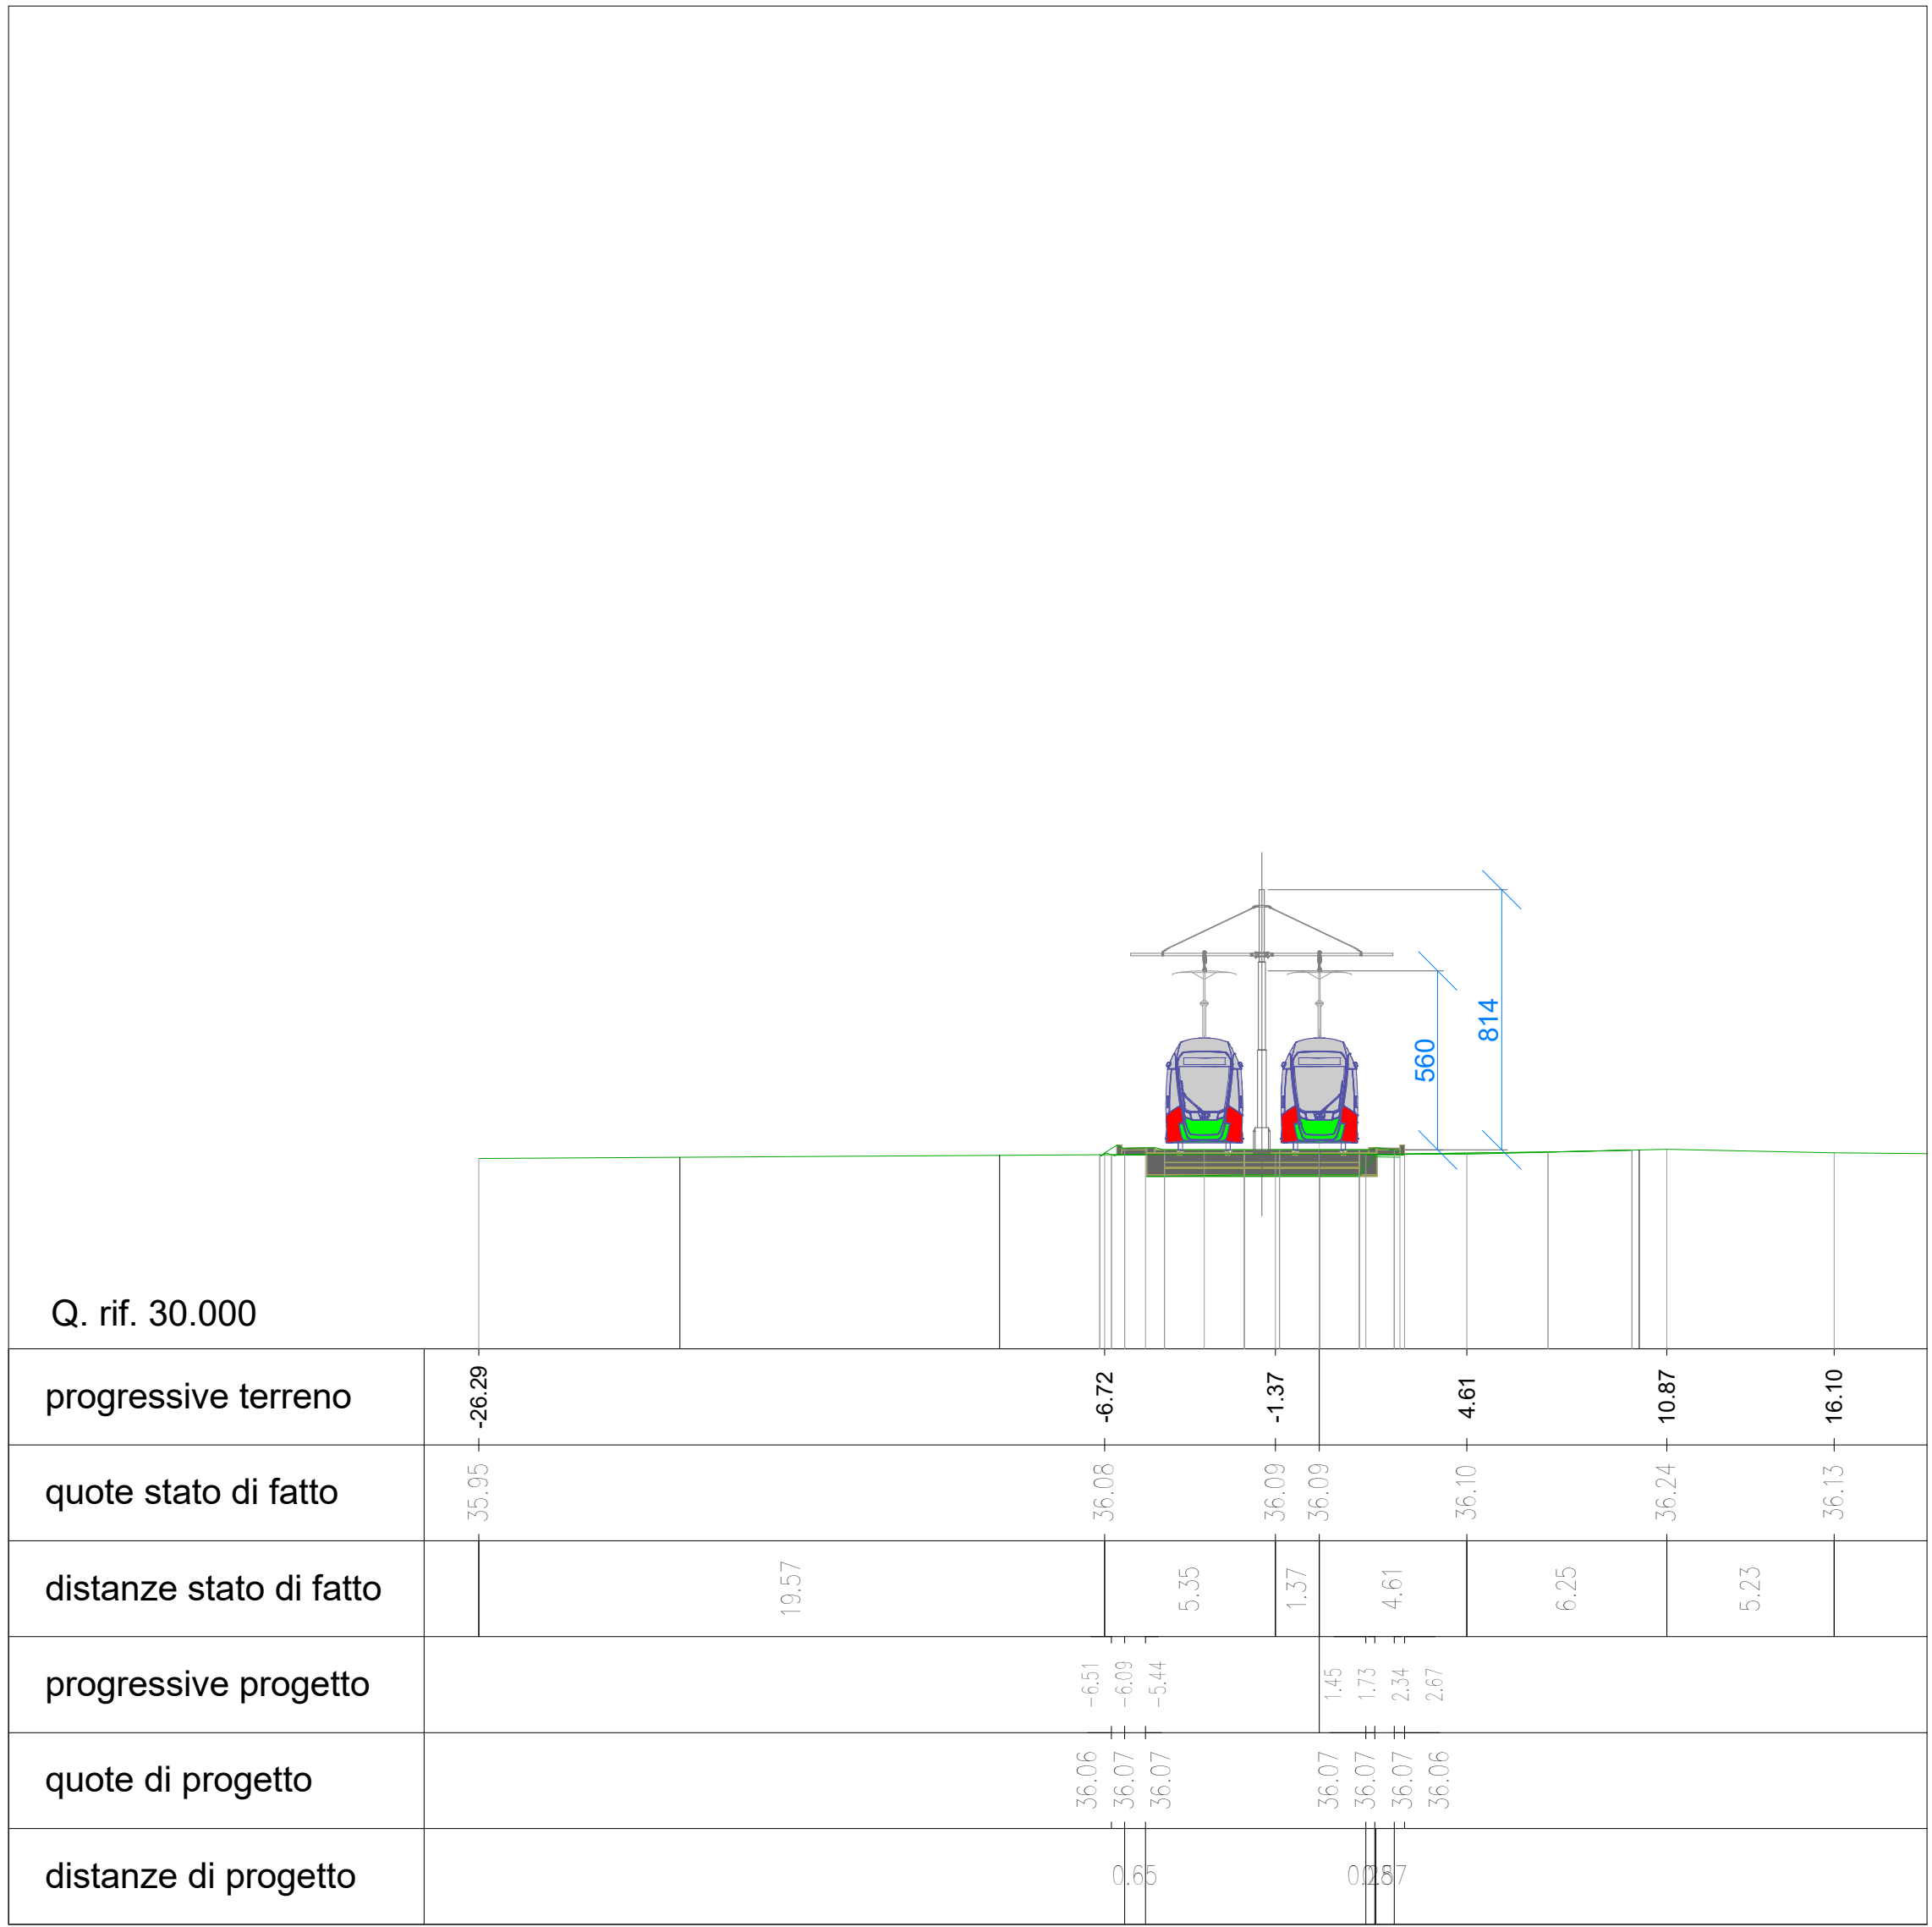 814
560
Q. rif. 30.000
progressive terreno -26.29 -6.72 -1.37 4.61 10.87 16.10
quote stato di fatto 35.95 36.08 36.09 36.09 36.10 36.24 36.13
distanze stato di fatto 19.57 5.35 1.37 4.61 6.25 5.23
progressive progetto -6.51 -6.09 -5.44 1.45 1.73 2.34 2.67
quote di progetto 36.06 36.07 36.07 36.07 36.07 36.07 36.06
distanze di progetto 0.65